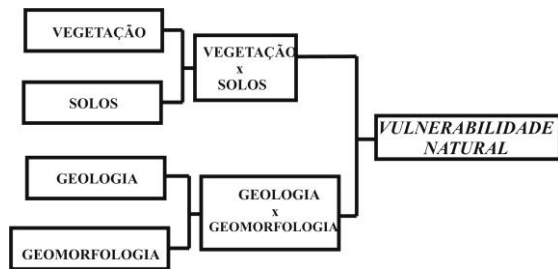 VEGETAÇÃO
SOLOS
VEGETAÇÃO
x
SOLOS
GEOLOGIA
GEOMORFOLOGIA
GEOLOGIA
x
GEOMORFOLOGIA
VULNERABILIDADE
NATURAL